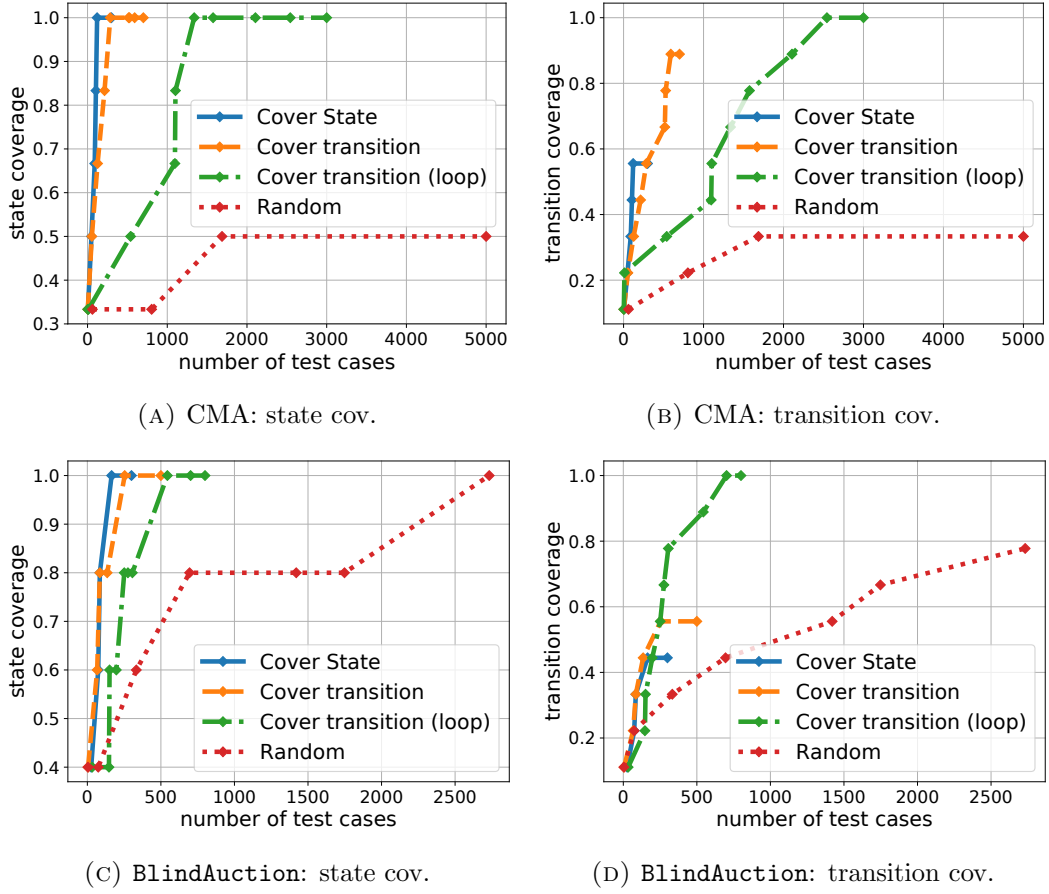 1.0
0.9
0.8
0.7
0.6
0.5
0.4
0.3
state coverage
0 1000 2000 3000 4000 5000
number of test cases
Cover State
Cover transition
Cover transition (loop)
Random
(A) CMA: state cov.
1.0
0.8
0.6
0.4
0.2
transition coverage
0 1000 2000 3000 4000 5000
number of test cases
Cover State
Cover transition
Cover transition (loop)
Random
(B) CMA: transition cov.
1.0
0.9
0.8
0.7
0.6
0.5
0.4
state coverage
0 500 1000 1500 2000 2500
number of test cases
Cover State
Cover transition
Cover transition (loop)
Random
(C) BlindAuction: state cov.
1.0
0.8
0.6
0.4
0.2
transition coverage
0 500 1000 1500 2000 2500
number of test cases
Cover State
Cover transition
Cover transition (loop)
Random
(D) BlindAuction: transition cov.